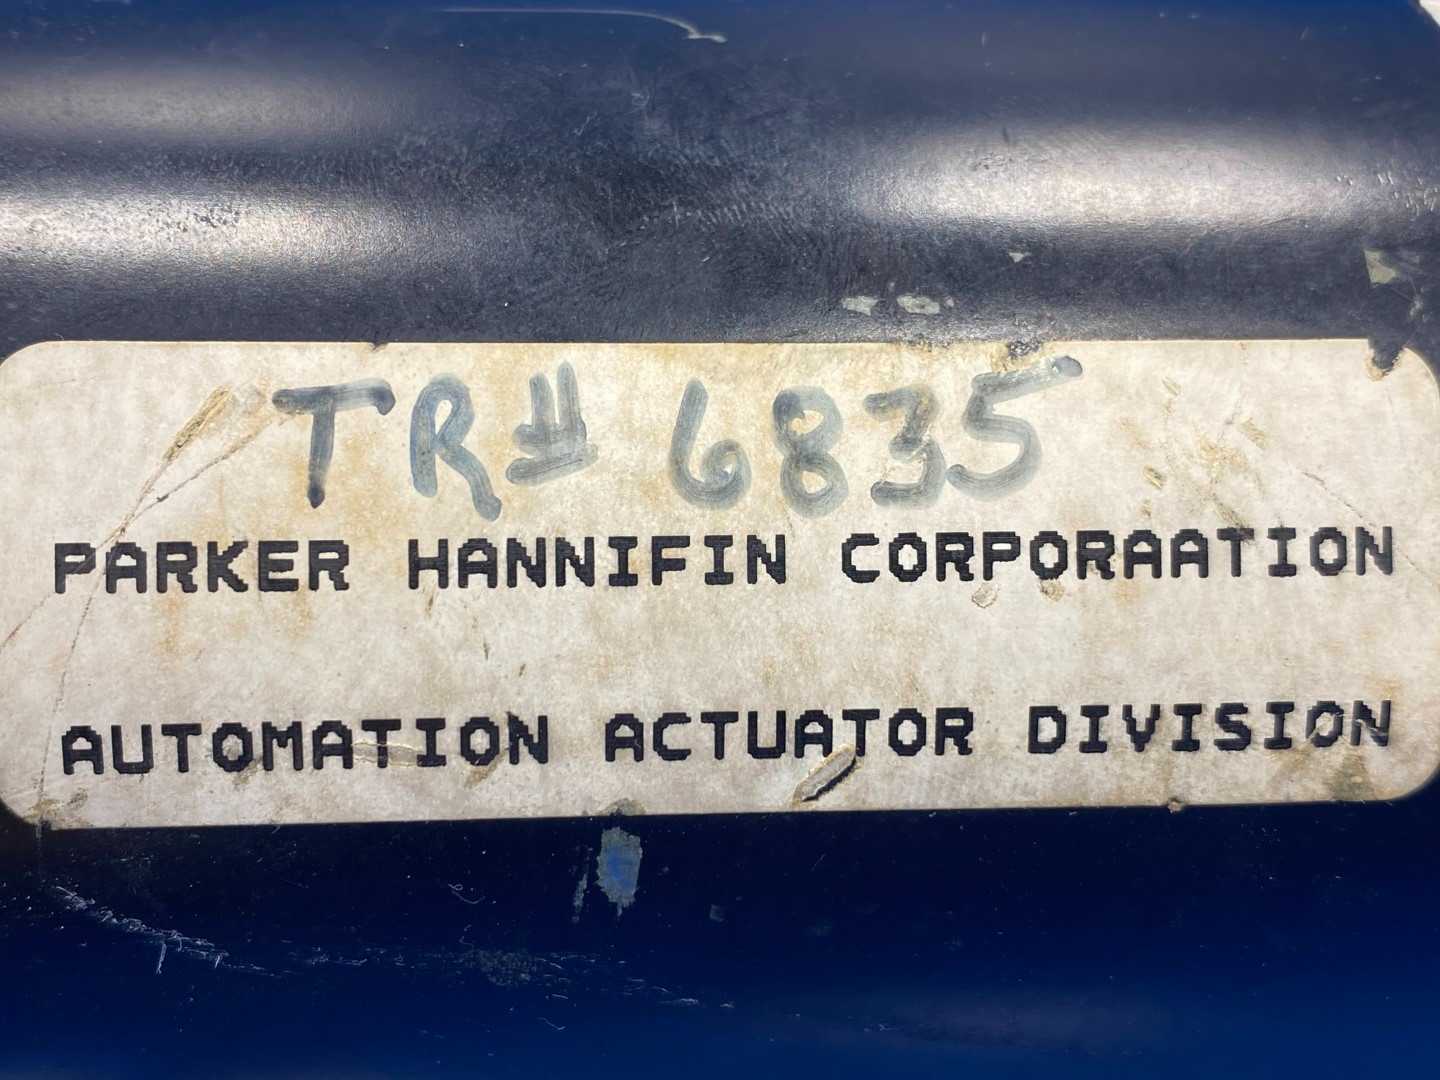 TR# 6835
PARKER HANNIFIN CORPORAATION
AUTOMATION ACTUATOR DIVISION